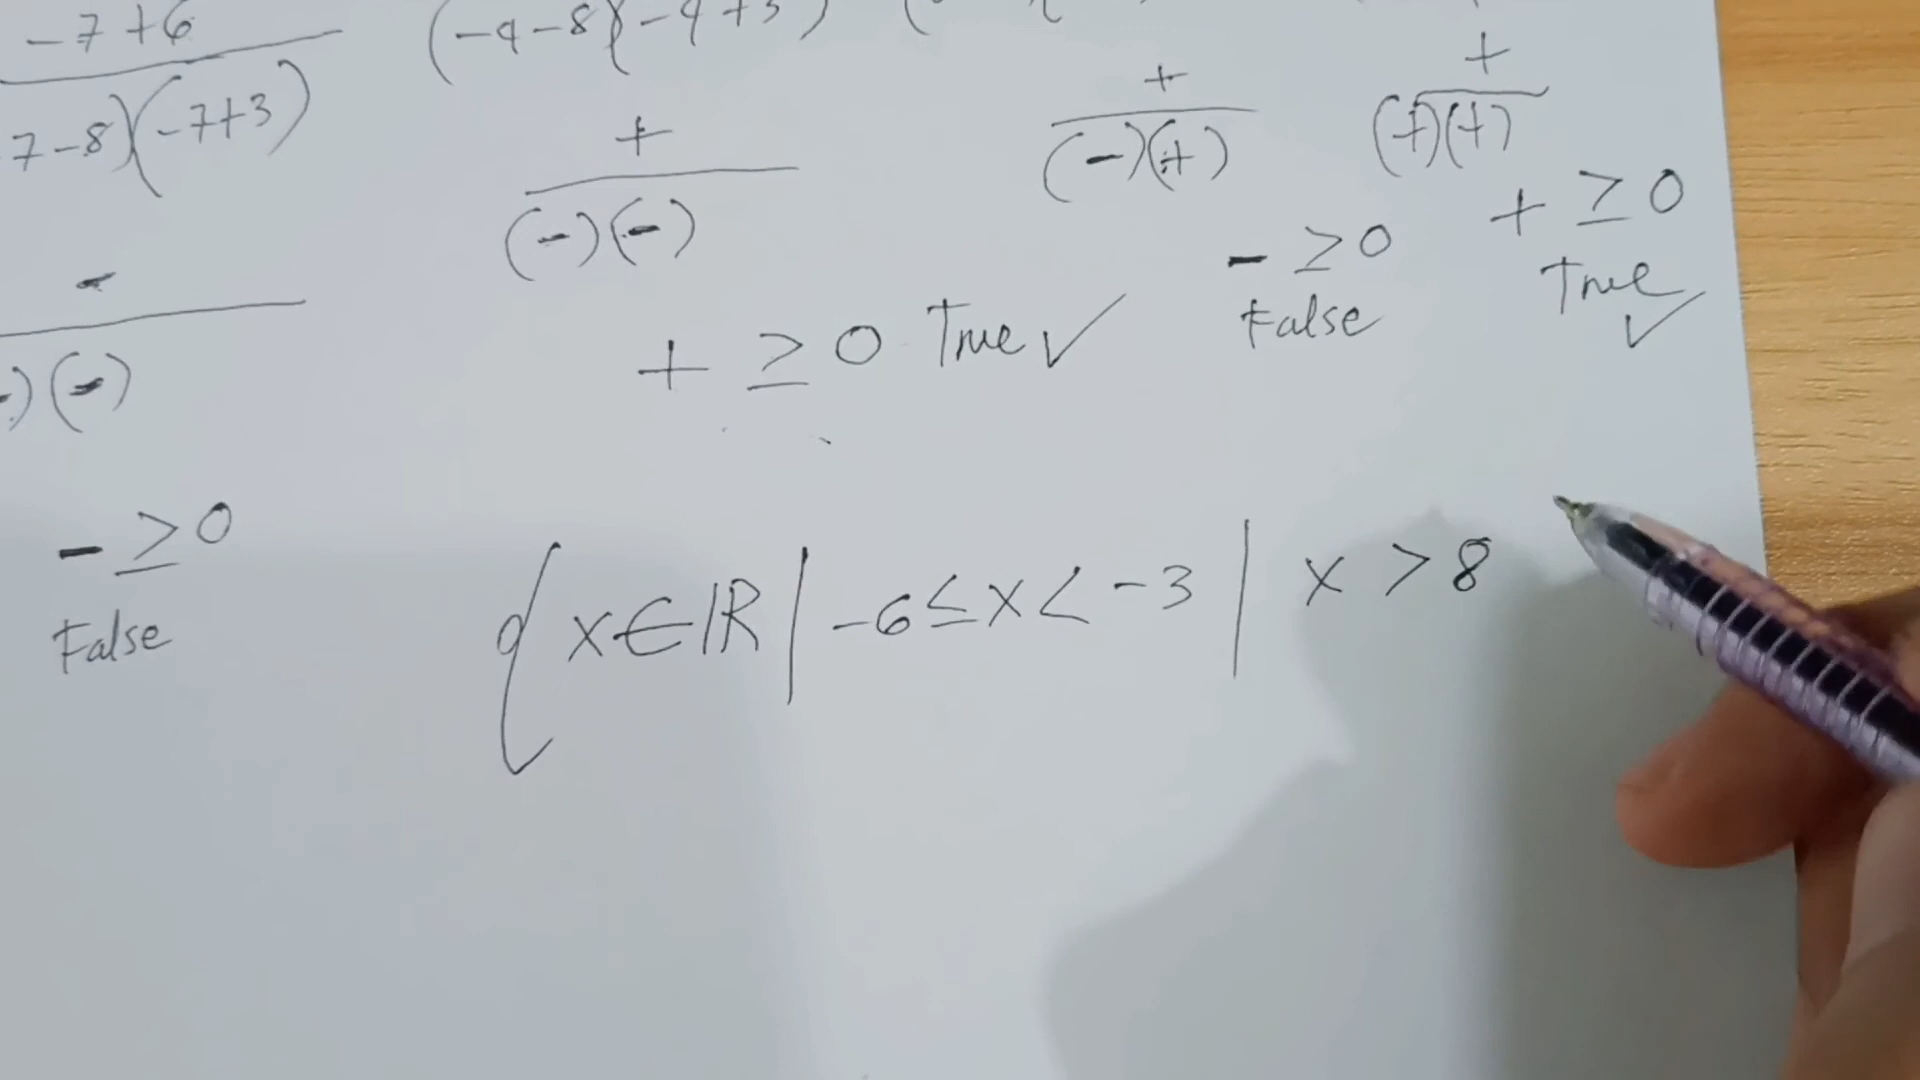 -7+6
7-8)(-7+3)
(-4-8)(-4+3)
-
)(-)
+
(-)(-)
+
(-)(+)
+
(+)(+)
- ≥ 0
False
+ ≥ 0 True ✓
- ≥ 0
False
+ ≥ 0
True
✓
{x∈ℝ | -6≤x<-3 | x > 8